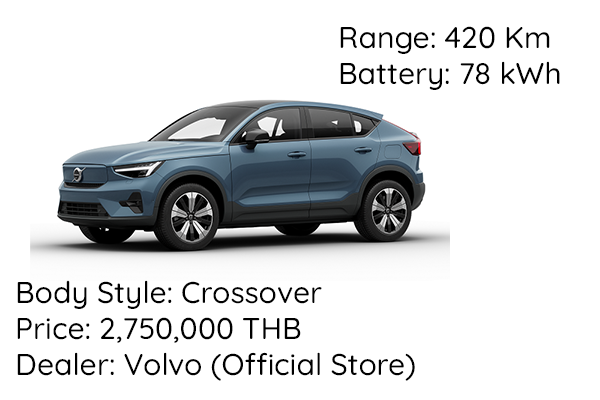 Range: 420 Km
Battery: 78 kWh
Body Style: Crossover
Price: 2,750,000 THB
Dealer: Volvo (Official Store)